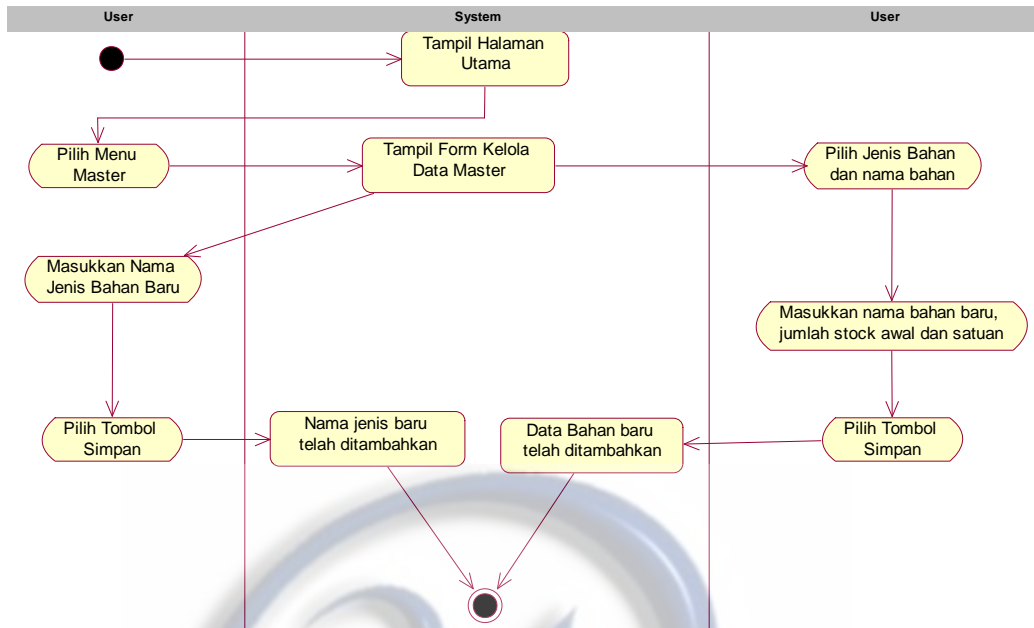 User
System
User
Tampil Halaman
Utama
Pilih Menu
Master
Tampil Form Kelola
Data Master
Pilih Jenis Bahan
dan nama bahan
Masukkan Nama
Jenis Bahan Baru
Masukkan nama bahan baru,
jumlah stock awal dan satuan
Pilih Tombol
Simpan
Nama jenis baru
telah ditambahkan
Data Bahan baru
telah ditambahkan
Pilih Tombol
Simpan